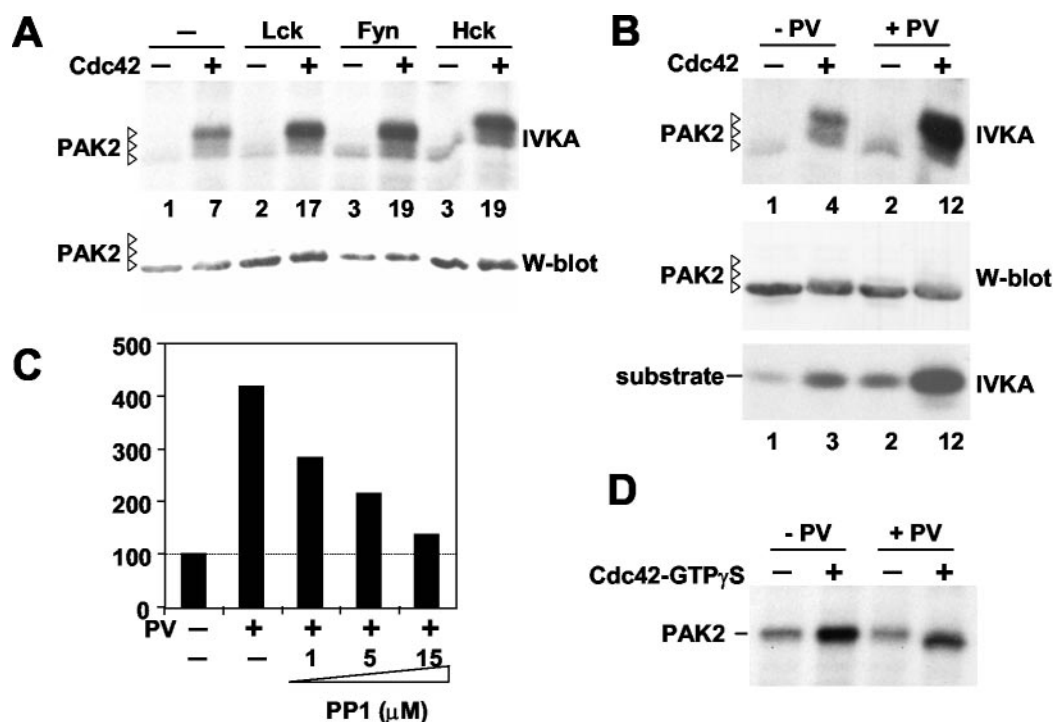 A
— Lck Fyn Hck
Cdc42 — + — + — + — +
PAK2 IVKA
1 7 2 17 3 19 3 19
PAK2 W-blot
B
- PV + PV
Cdc42 — + — +
PAK2 IVKA
1 4 2 12
PAK2 W-blot
substrate IVKA
1 3 2 12
C
500
400
300
200
100
0
PV — + + + +
— — 1 5 15
PP1 (μM)
D
- PV + PV
Cdc42-GTPγS — + — +
PAK2